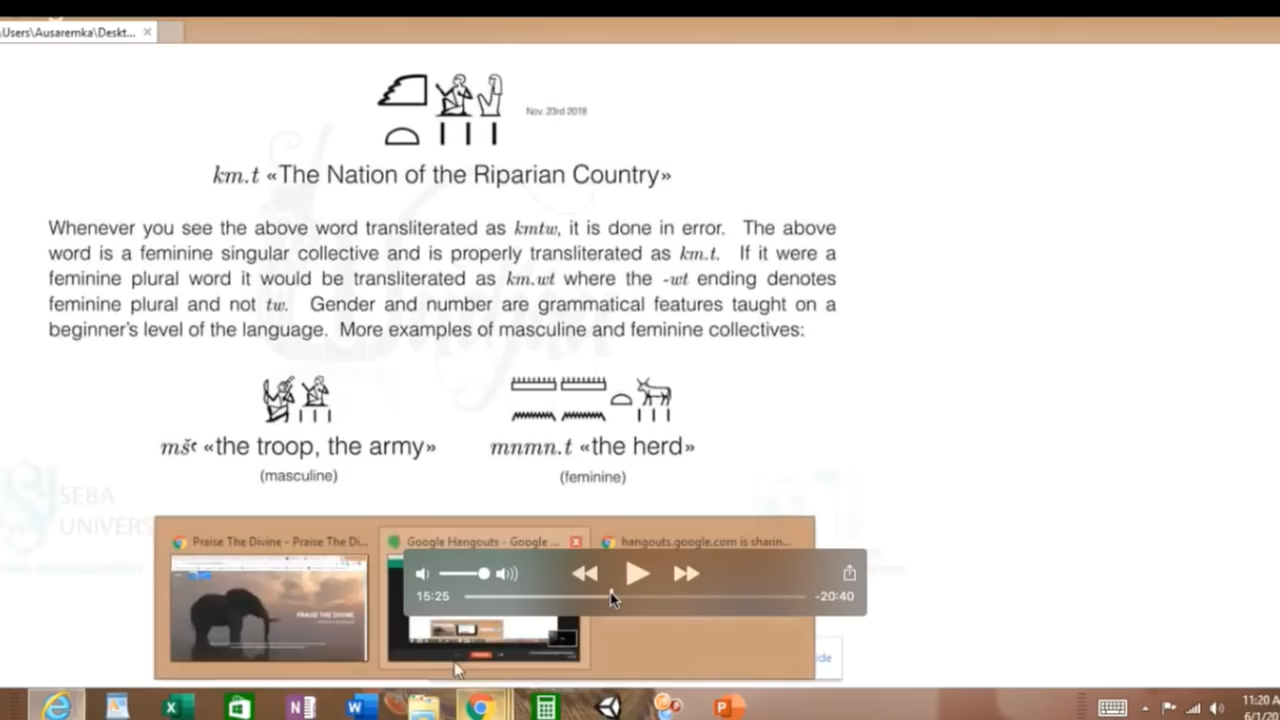 \Users\Ausaremka\Deskt...
Nov. 23rd 2018
km.t «The Nation of the Riparian Country»
Whenever you see the above word transliterated as kmtw, it is done in error. The above
word is a feminine singular collective and is properly transliterated as km.t. If it were a
feminine plural word it would be transliterated as km.wt where the -wt ending denotes
feminine plural and not tw. Gender and number are grammatical features taught on a
beginner's level of the language. More examples of masculine and feminine collectives:
mšꜥ «the troop, the army»
mnmn.t «the herd»
(masculine)
(feminine)
SEBA
UNIVERS
Praise The Divine - Praise The Di...
Google Hangouts - Google ...
hangouts.google.com is sharin...
PRAISE THE DIVINE
15:25
-20:40
ide
11:20 A
6/1/20